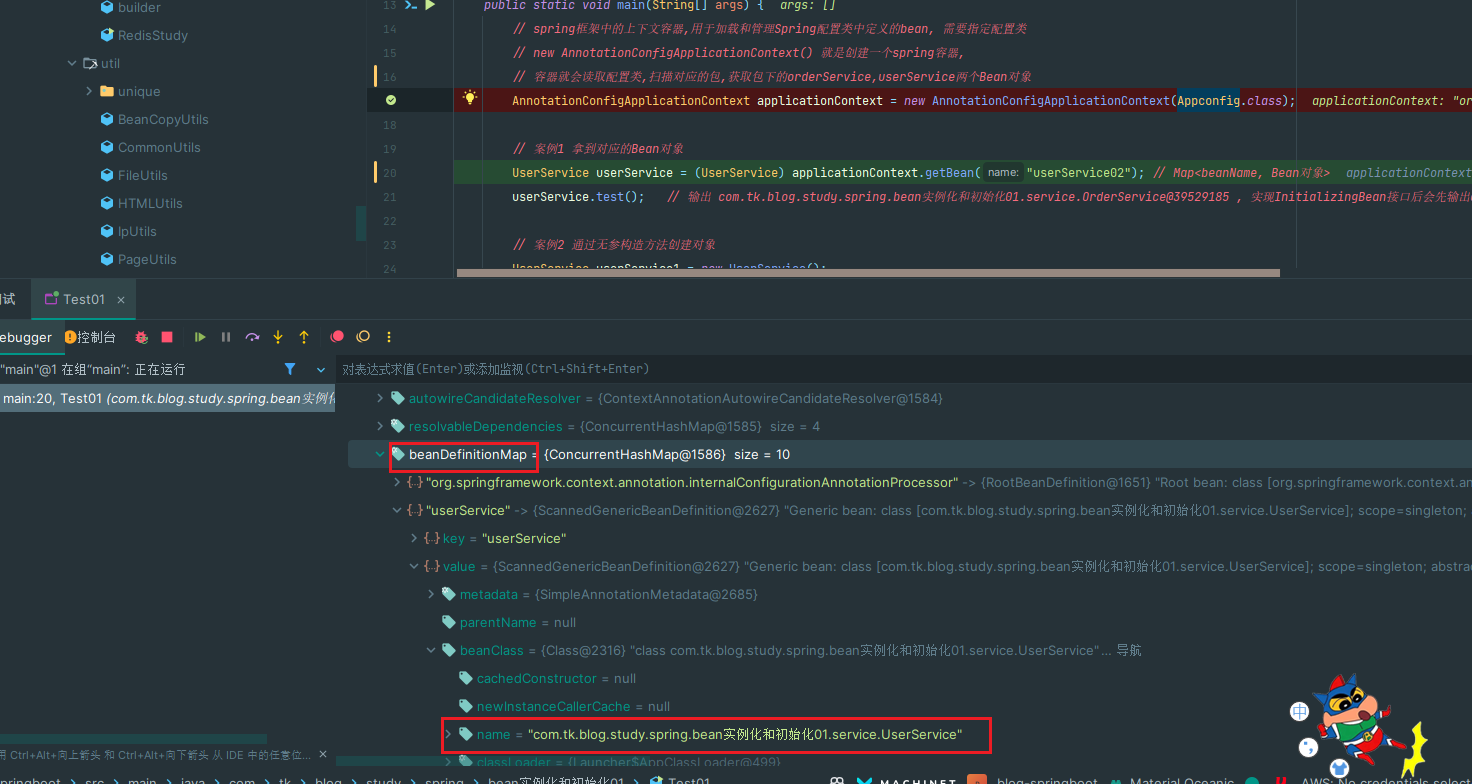 builder
RedisStudy
util
unique
BeanCopyUtils
CommonUtils
FileUtils
HTMLUtils
IpUtils
PageUtils
13 public static void main(String[] args) { args: []
14 // spring框架中的上下文容器,用于加载和管理Spring配置类中定义的bean, 需要指定配置类
15 // new AnnotationConfigApplicationContext() 就是创建一个spring容器,
16 // 容器就会读取配置类,扫描对应的包,获取包下的orderService,userService两个Bean对象
AnnotationConfigApplicationContext applicationContext = new AnnotationConfigApplicationContext(Appconfig.class); applicationContext: "or
18
19 // 案例1 拿到对应的Bean对象
20 UserService userService = (UserService) applicationContext.getBean( name: "userService02"); // Map<beanName, Bean对象> applicationContext
21 userService.test(); // 输出 com.tk.blog.study.spring.bean实例化和初始化01.service.OrderService@39529185 , 实现InitializingBean接口后会先输出
22
23 // 案例2 通过无参构造方法创建对象
24 UserService userService1 = new UserService();
试 Test01 ×
ebugger 控制台
"main"@1 在组"main": 正在运行
main:20, Test01 (com.tk.blog.study.spring.bean实例化
对表达式求值(Enter)或添加监视(Ctrl+Shift+Enter)
autowireCandidateResolver = {ContextAnnotationAutowireCandidateResolver@1584}
resolvableDependencies = {ConcurrentHashMap@1585} size = 4
beanDefinitionMap = {ConcurrentHashMap@1586} size = 10
"org.springframework.context.annotation.internalConfigurationAnnotationProcessor" -> {RootBeanDefinition@1651} "Root bean: class [org.springframework.context.an
"userService" -> {ScannedGenericBeanDefinition@2627} "Generic bean: class [com.tk.blog.study.spring.bean实例化和初始化01.service.UserService]; scope=singleton;
key = "userService"
value = {ScannedGenericBeanDefinition@2627} "Generic bean: class [com.tk.blog.study.spring.bean实例化和初始化01.service.UserService]; scope=singleton; abstrac
metadata = {SimpleAnnotationMetadata@2685}
parentName = null
beanClass = {Class@2316} "class com.tk.blog.study.spring.bean实例化和初始化01.service.UserService"... 导航
cachedConstructor = null
newInstanceCallerCache = null
name = "com.tk.blog.study.spring.bean实例化和初始化01.service.UserService"
classLoader = {Launcher$AppClassLoader@499}
用 Ctrl+Alt+向上箭头 和 Ctrl+Alt+向下箭头 从 IDE 中的任意位... ×
中
springboot > src > main > java > com > tk > blog > study > spring > bean实例化和初始化01 > Test01
MACHINET blog-springboot Material Oceanic AWS: No credentials select